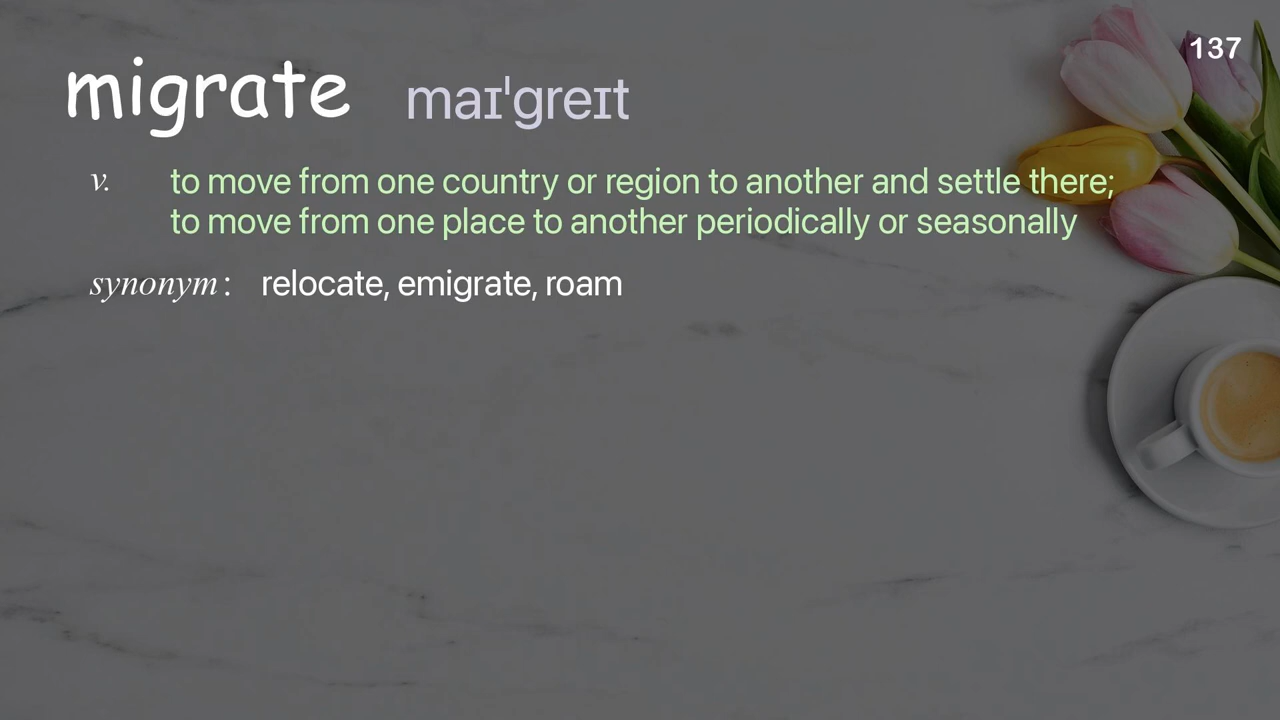 137
migrate maɪˈgreɪt
v. to move from one country or region to another and settle there;
to move from one place to another periodically or seasonally
synonym : relocate, emigrate, roam